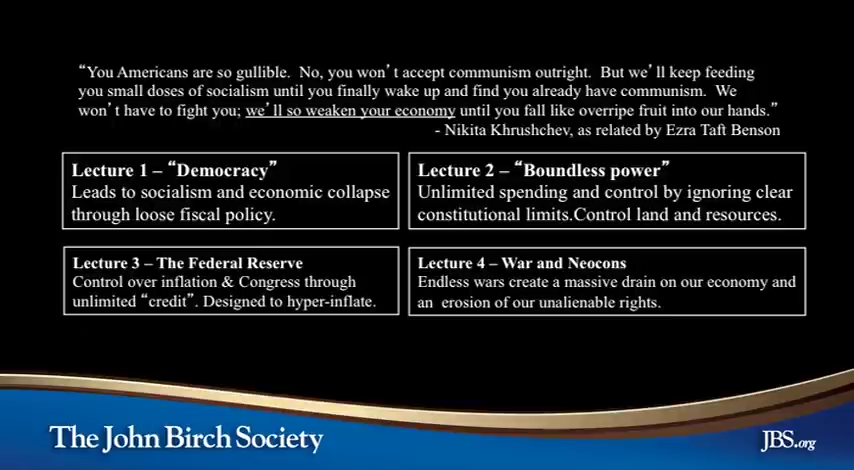 “You Americans are so gullible. No, you won’t accept communism outright. But we’ll keep feeding
you small doses of socialism until you finally wake up and find you already have communism. We
won’t have to fight you; we’ll so weaken your economy until you fall like overripe fruit into our hands.”
- Nikita Khrushchev, as related by Ezra Taft Benson
Lecture 1 – “Democracy”
Leads to socialism and economic collapse
through loose fiscal policy.
Lecture 2 – “Boundless power”
Unlimited spending and control by ignoring clear
constitutional limits.Control land and resources.
Lecture 3 – The Federal Reserve
Control over inflation & Congress through
unlimited “credit”. Designed to hyper-inflate.
Lecture 4 – War and Neocons
Endless wars create a massive drain on our economy and
an erosion of our unalienable rights.
The John Birch Society
JBS.org